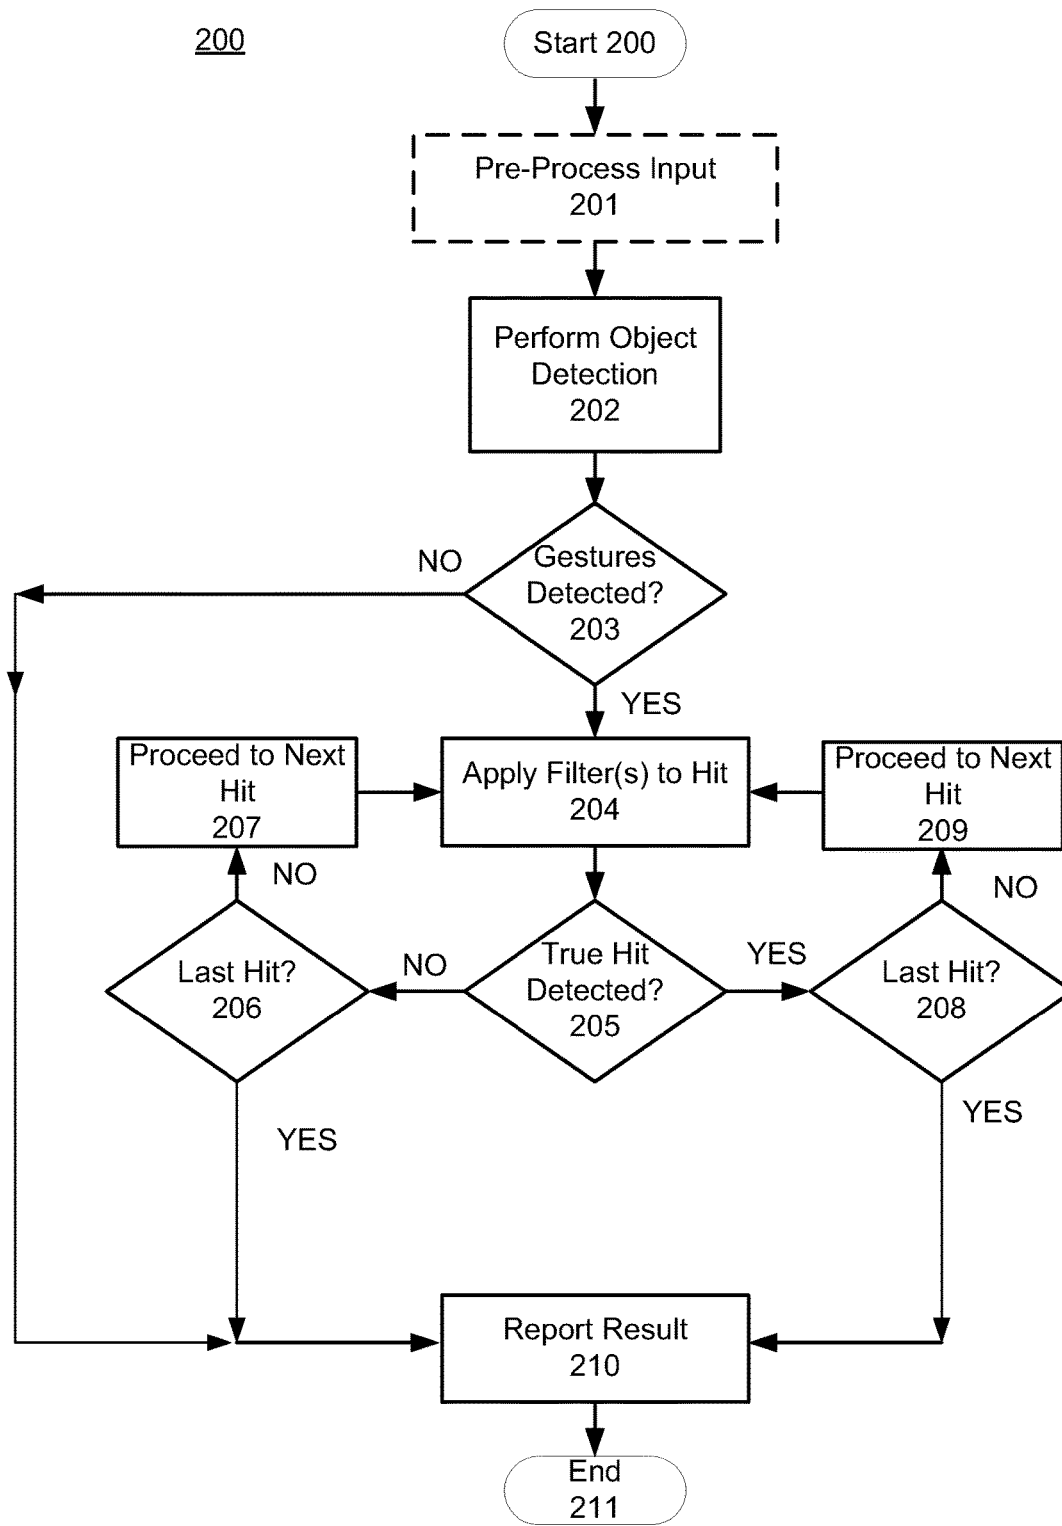 200
Start 200
Pre-Process Input
201
Perform Object
Detection
202
NO
Gestures
Detected?
203
YES
Proceed to Next
Hit
207
Apply Filter(s) to Hit
204
Proceed to Next
Hit
209
NO
NO
Last Hit?
206
NO
True Hit
Detected?
205
YES
Last Hit?
208
YES
YES
Report Result
210
End
211